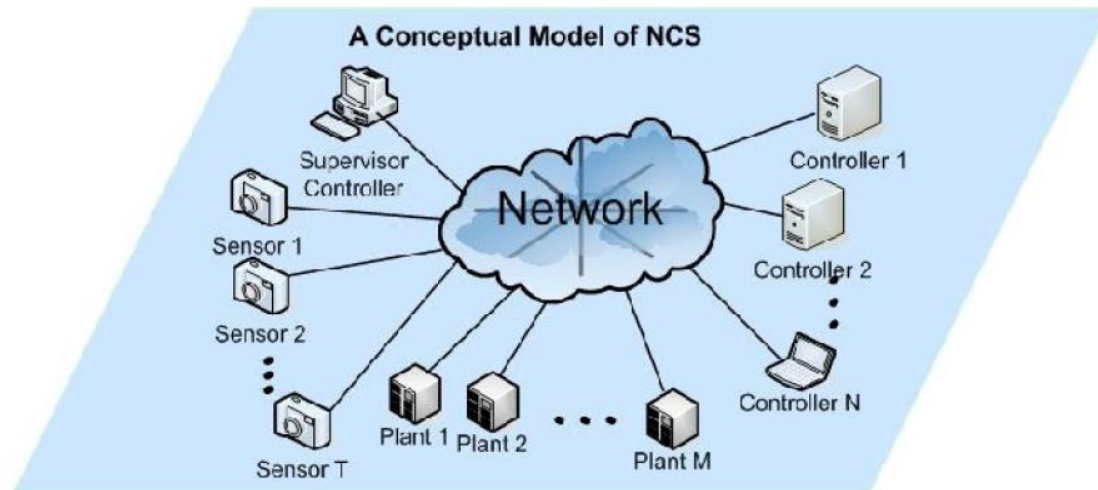 A Conceptual Model of NCS
Supervisor
Controller
Sensor 1
Sensor 2
Sensor T
Plant 1
Plant 2
Plant M
Network
Controller 1
Controller 2
Controller N